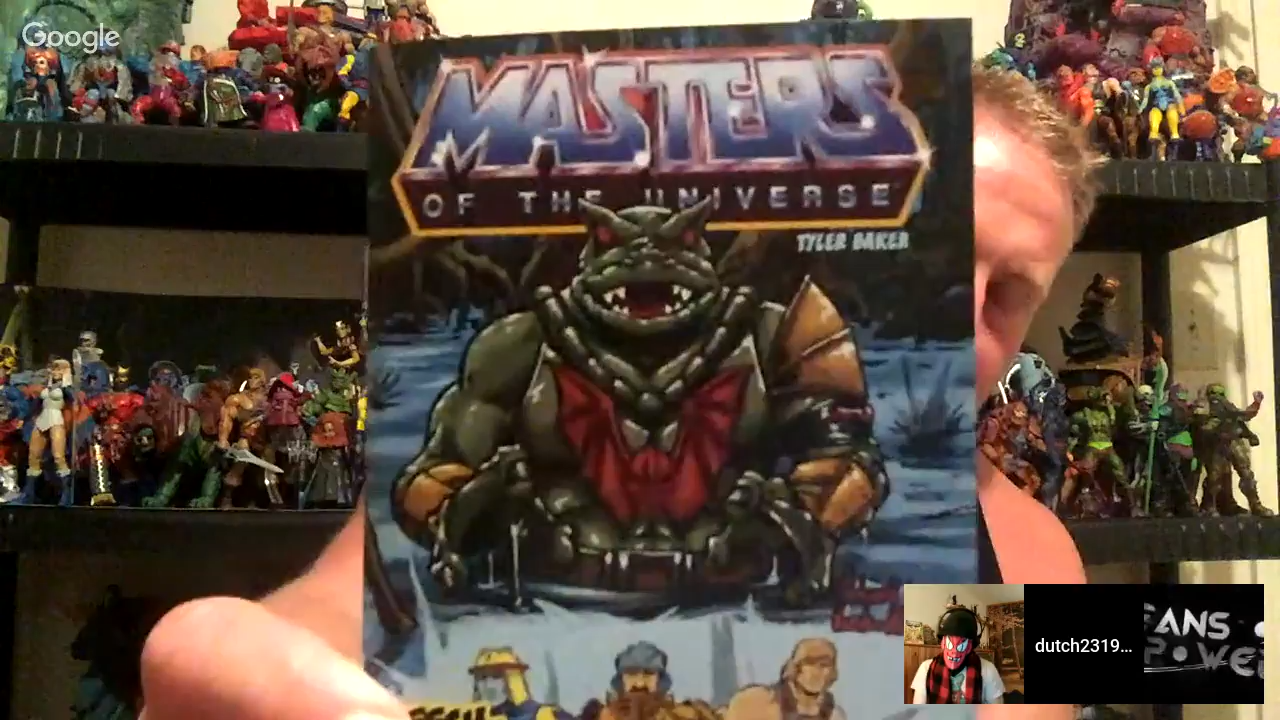 Google
MASTERS
OF THE UNIVERSE
TYLER BAKER
dutch2319...
FANS
POWE